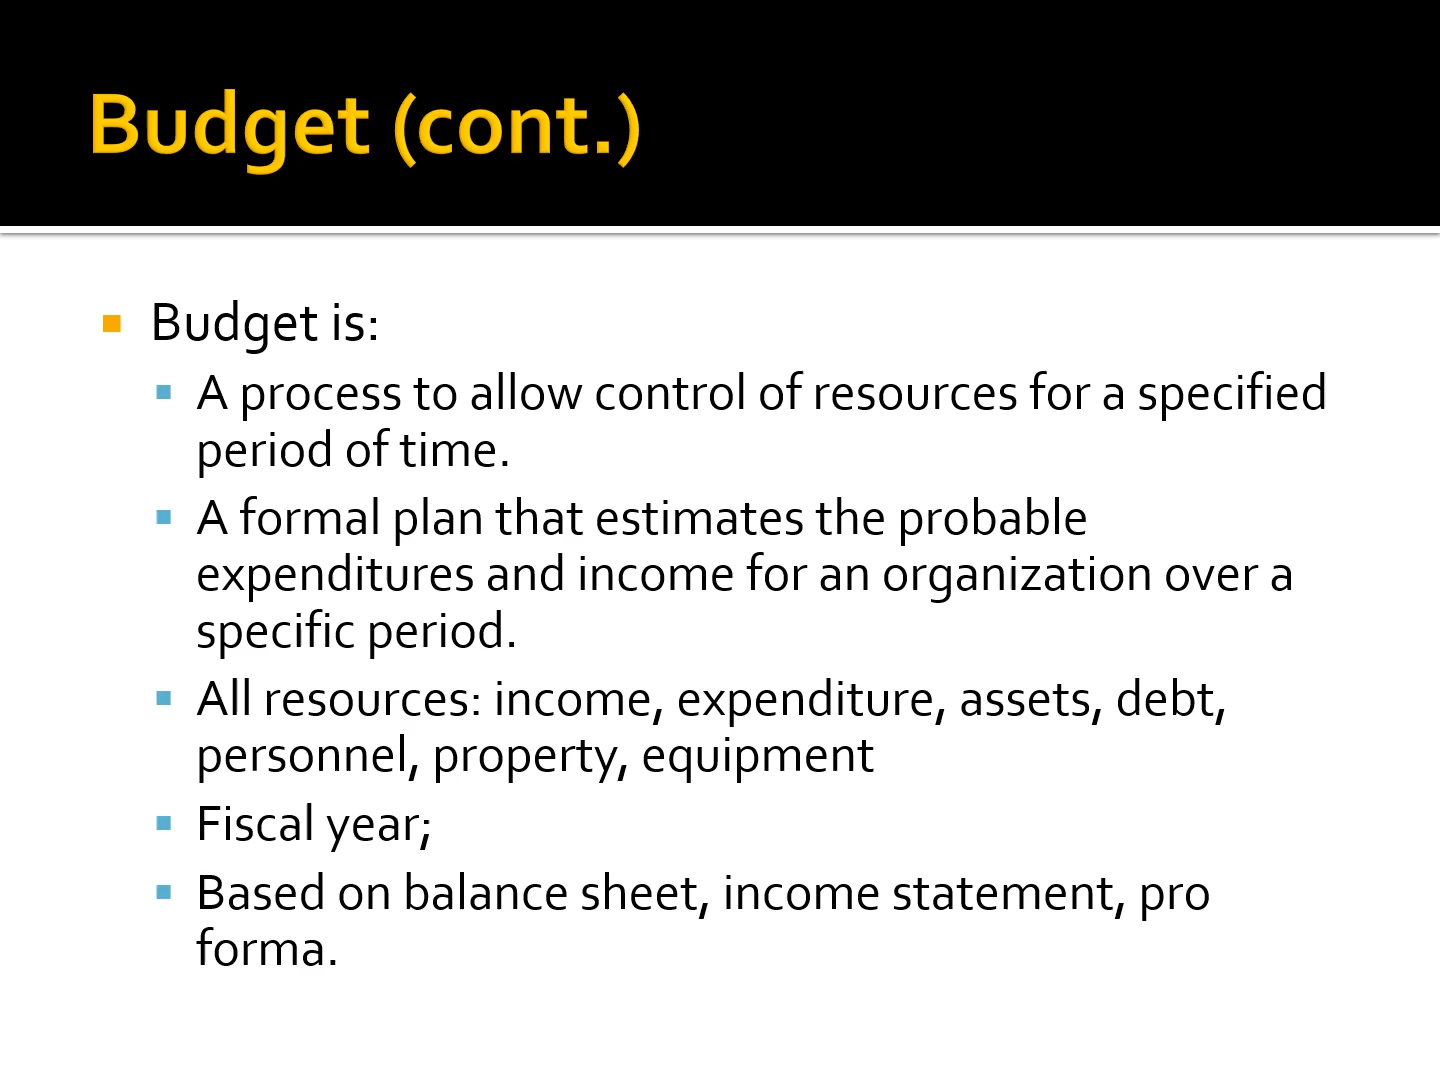 Budget (cont.)
Budget is:
A process to allow control of resources for a specified
period of time.
A formal plan that estimates the probable
expenditures and income for an organization over a
specific period.
All resources: income, expenditure, assets, debt,
personnel, property, equipment
Fiscal year;
Based on balance sheet, income statement, pro
forma.